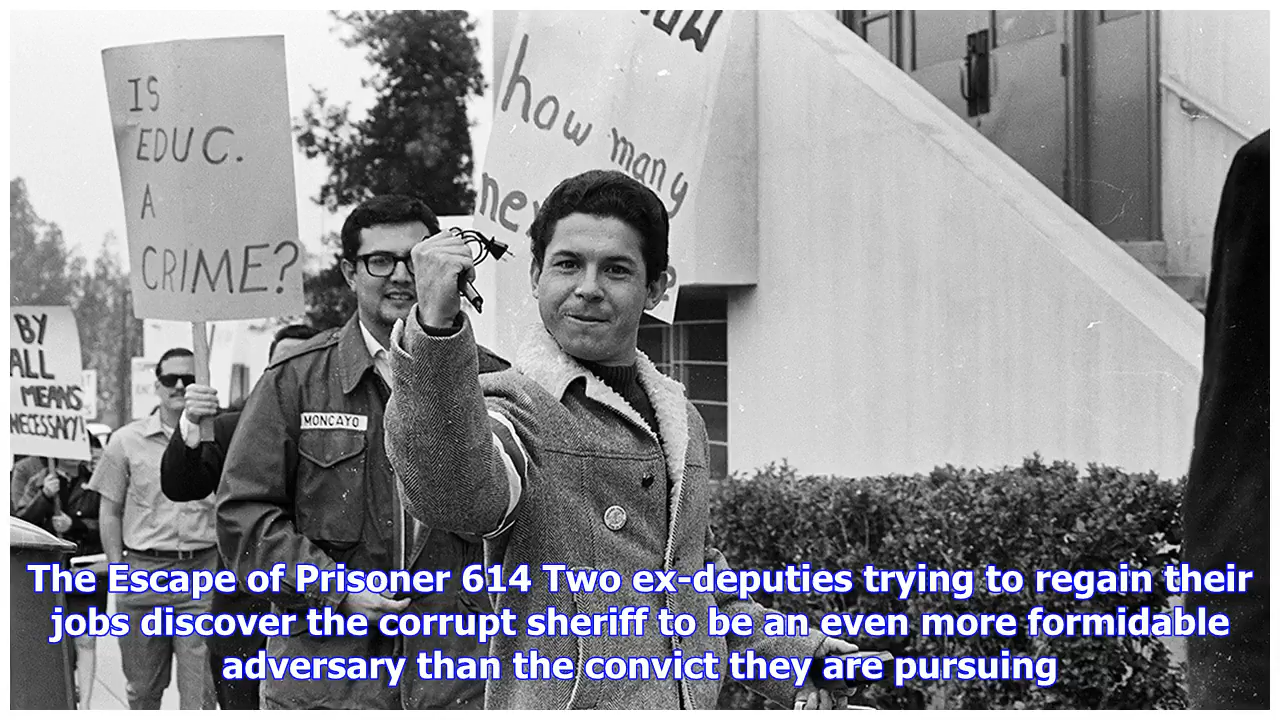 IS
EDUC.
A
CRIME?
how many
BY
ALL
MEANS
NECESSARY!
MONCAYO
The Escape of Prisoner 614 Two ex-deputies trying to regain their
jobs discover the corrupt sheriff to be an even more formidable
adversary than the convict they are pursuing